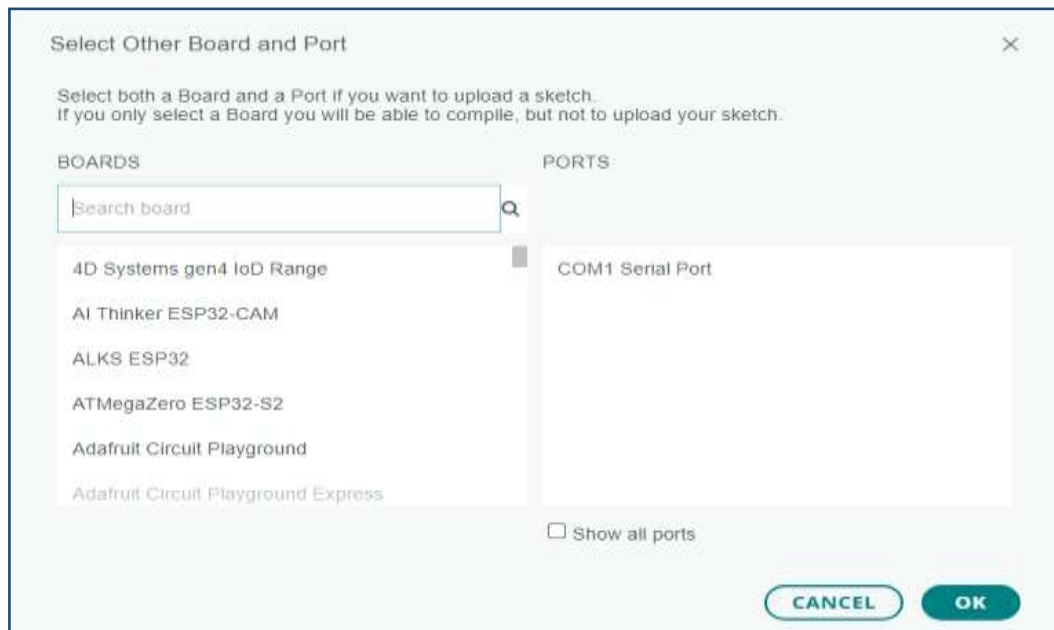 Select Other Board and Port
Select both a Board and a Port if you want to upload a sketch.
If you only select a Board you will be able to compile, but not to upload your sketch.
BOARDS
Search board
4D Systems gen4 IoD Range
AI Thinker ESP32-CAM
ALKS ESP32
ATMegaZero ESP32-S2
Adafruit Circuit Playground
Adafruit Circuit Playground Express
PORTS
COM1 Serial Port
Show all ports
CANCEL
OK